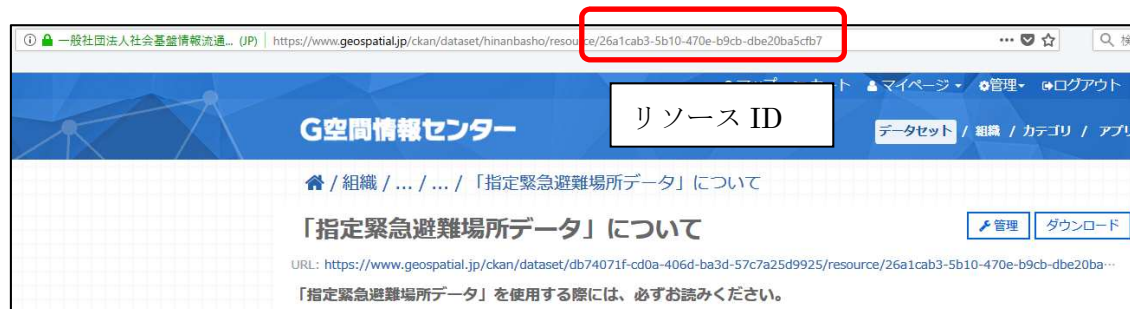 一般社団法人社会基盤情報流通... (JP) https://www.geospatial.jp/ckan/dataset/hinanbasho/resource/26a1cab3-5b10-470e-b9cb-dbe20ba5cfb7
マイページ 管理 ログアウト
リソース ID
G空間情報センター データセット / 組織 / カテゴリ / アプリ
/ 組織 / ... / ... / 「指定緊急避難場所データ」について
「指定緊急避難場所データ」について 管理 ダウンロード
URL: https://www.geospatial.jp/ckan/dataset/db74071f-cd0a-406d-ba3d-57c7a25d9925/resource/26a1cab3-5b10-470e-b9cb-dbe20ba…
「指定緊急避難場所データ」を使用する際には、必ずお読みください。